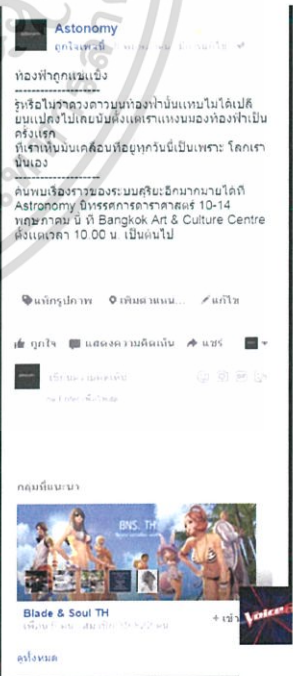 Astonomy
ท้องฟ้าถูกแช่แข็ง
--------------------
รู้หรือไม่ว่าดวงดาวบนท้องฟ้านั้นแทบไม่ได้เปลี่
ยนแปลงไปเลยนับตั้งแต่เราแหงนมองท้องฟ้าเป็น
ครั้งแรก
ที่เราเห็นมันเคลื่อนที่อยู่ทุกวันนี้เป็นเพราะ โลกเรา
นั้นเอง
--------------------
ค้นพบเรื่องราวของระบบสุริยะอีกมากมายได้ที่
Astronomy นิทรรศการดาราศาสตร์ 10-14
พฤษภาคม นี้ ที่ Bangkok Art & Culture Centre
ตั้งแต่เวลา 10.00 น. เป็นต้นไป
แท็กรูปภาพ เพิ่มตำแหน่... แก้ไข
ถูกใจ แสดงความคิดเห็น แชร์
กลุ่มที่แนะนำ
BNS. TH
Blade & Soul TH
+ เข้า
Voice
ดูทั้งหมด